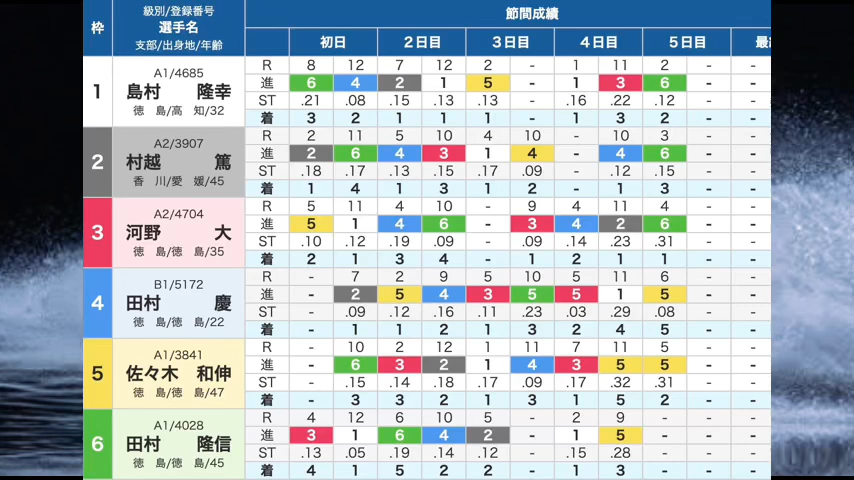 枠 級別/登録番号 節間成績
選手名
支部/出身地/年齢 初日 2日目 3日目 4日目 5日目
R 8 12 7 12 2 - 1 11 2 - - -
1 A1/4685 進 6 4 2 1 5 - 1 3 6 - - -
島村 隆幸 ST .21 .08 .15 .13 .13 - .16 .22 .12 - - -
徳 島/高 知/32 着 3 2 1 1 1 - 1 3 2 - - -
R 2 11 5 10 4 10 - 10 3 - - -
2 A2/3907 進 2 6 4 3 1 4 - 4 6 - - -
村越 篤 ST .18 .17 .13 .15 .17 .09 - .12 .15 - - -
香 川/愛 媛/45 着 1 4 1 3 1 2 - 1 3 - - -
R 5 11 4 10 - 9 4 11 4 - - -
3 A2/4704 進 5 1 4 6 - 3 4 2 6 - - -
河野 大 ST .10 .12 .19 .09 - .09 .14 .23 .31 - - -
徳 島/徳 島/35 着 2 1 3 4 - 1 2 1 1 - - -
R - 7 2 9 5 10 5 11 6 - - -
4 B1/5172 進 - 2 5 4 3 5 5 1 5 - - -
田村 慶 ST - .09 .12 .16 .11 .23 .03 .29 .08 - - -
徳 島/徳 島/22 着 - 1 1 2 1 3 2 4 5 - - -
R - 10 2 12 1 11 7 11 5 - - -
5 A1/3841 進 - 6 3 2 1 4 3 5 5 - - -
佐々木 和伸 ST - .15 .14 .18 .17 .09 .17 .32 .31 - - -
徳 島/徳 島/47 着 - 3 3 2 1 3 1 5 2 - - -
R 4 12 6 10 5 - 2 9 - - - -
6 A1/4028 進 3 1 6 4 2 - 1 5 - - - -
田村 隆信 ST .13 .05 .19 .14 .12 - .15 .28 - - - -
徳 島/徳 島/45 着 4 1 5 2 2 - 1 3 - - - -